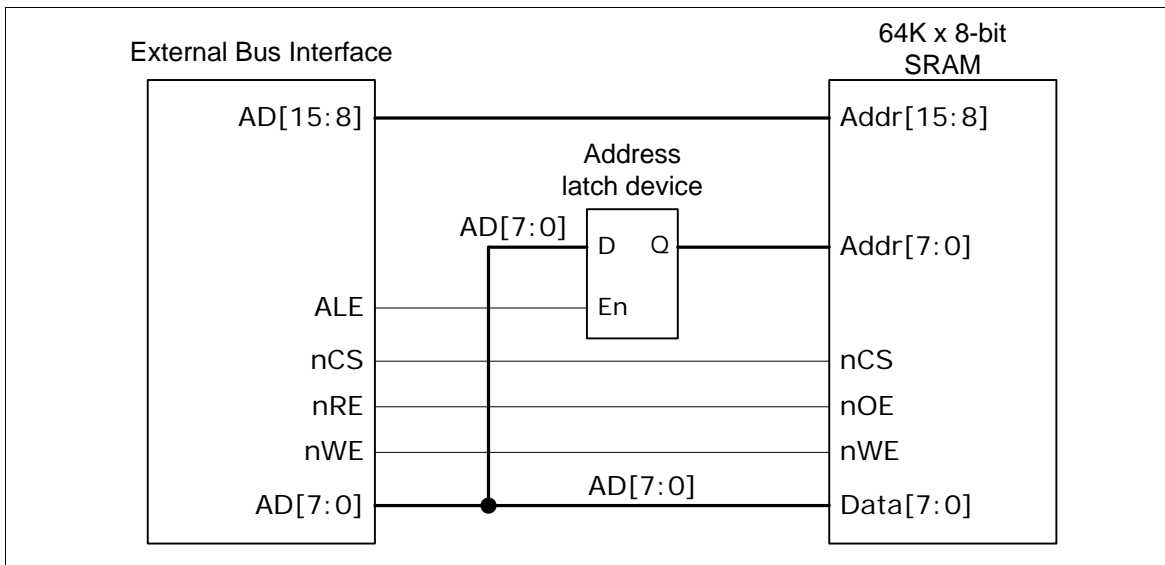 External Bus Interface
64K x 8-bit
SRAM
AD[15:8]
Addr[15:8]
Address
latch device
AD[7:0]
D
Q
Addr[7:0]
ALE
En
nCS
nCS
nRE
nOE
nWE
nWE
AD[7:0]
AD[7:0]
Data[7:0]